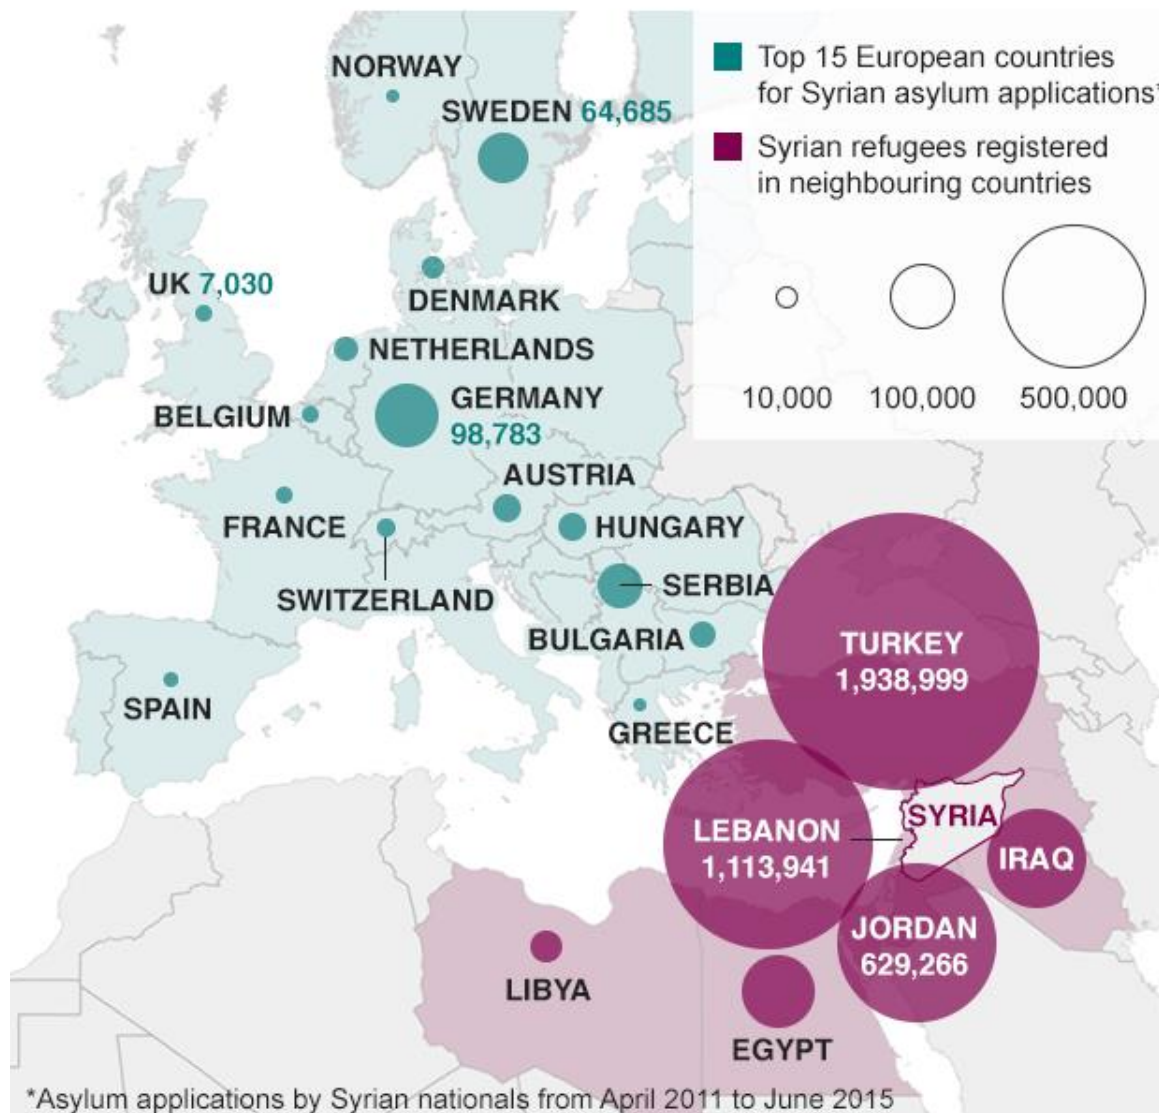 Top 15 European countries
for Syrian asylum applications*
Syrian refugees registered
in neighbouring countries
10,000 100,000 500,000
NORWAY
SWEDEN 64,685
UK 7,030
DENMARK
NETHERLANDS
BELGIUM
GERMANY
98,783
AUSTRIA
FRANCE
HUNGARY
SWITZERLAND
SERBIA
BULGARIA
SPAIN
GREECE
TURKEY
1,938,999
LEBANON
1,113,941
SYRIA
IRAQ
JORDAN
629,266
LIBYA
EGYPT
*Asylum applications by Syrian nationals from April 2011 to June 2015